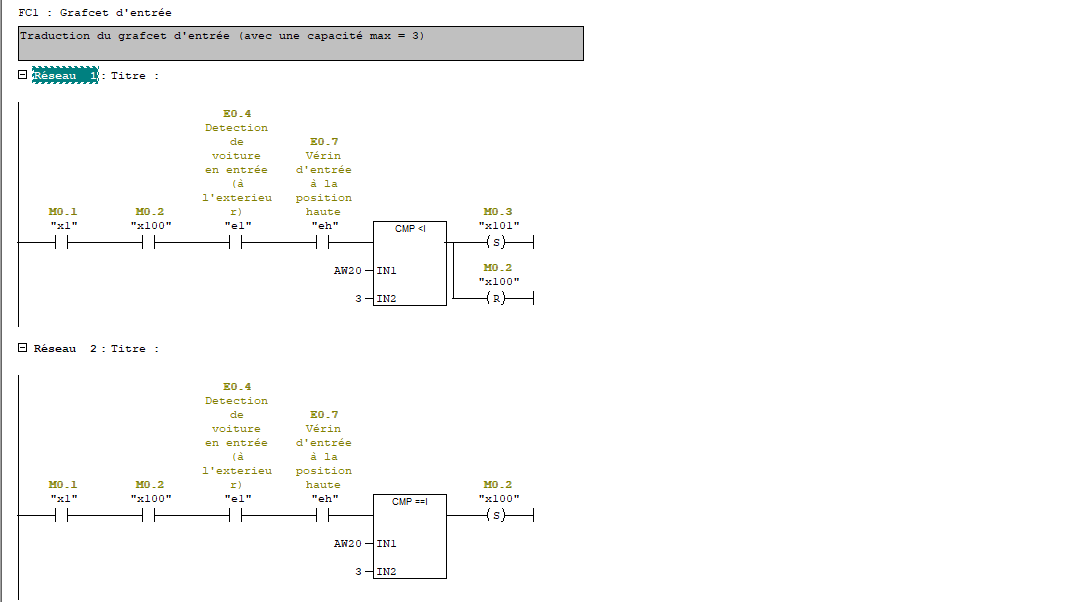 FC1 : Grafcet d'entrée
Traduction du grafcet d'entrée (avec une capacité max = 3)
Réseau 1 : Titre :
E0.4
Detection
de
voiture
en entrée
(à
l'exterieu
r)
E0.7
Vérin
d'entrée
à la
position
haute
M0.1
"x1"
M0.2
"x100"
"e1"
"eh"
CMP <I
AW20
IN1
3
IN2
M0.3
"x101"
S
M0.2
"x100"
R
Réseau 2 : Titre :
E0.4
Detection
de
voiture
en entrée
(à
l'exterieu
r)
E0.7
Vérin
d'entrée
à la
position
haute
M0.1
"x1"
M0.2
"x100"
"e1"
"eh"
CMP ==I
AW20
IN1
3
IN2
M0.2
"x100"
S